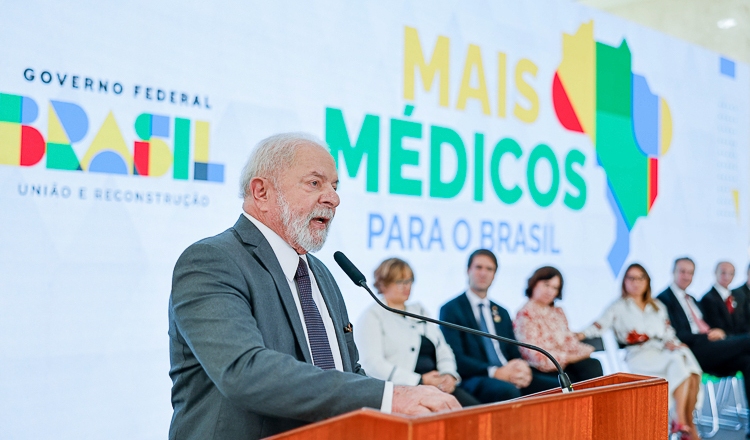 GOVERNO FEDERAL
BRASIL
UNIÃO E RECONSTRUÇÃO
MAIS
MÉDICOS
PARA O BRASIL